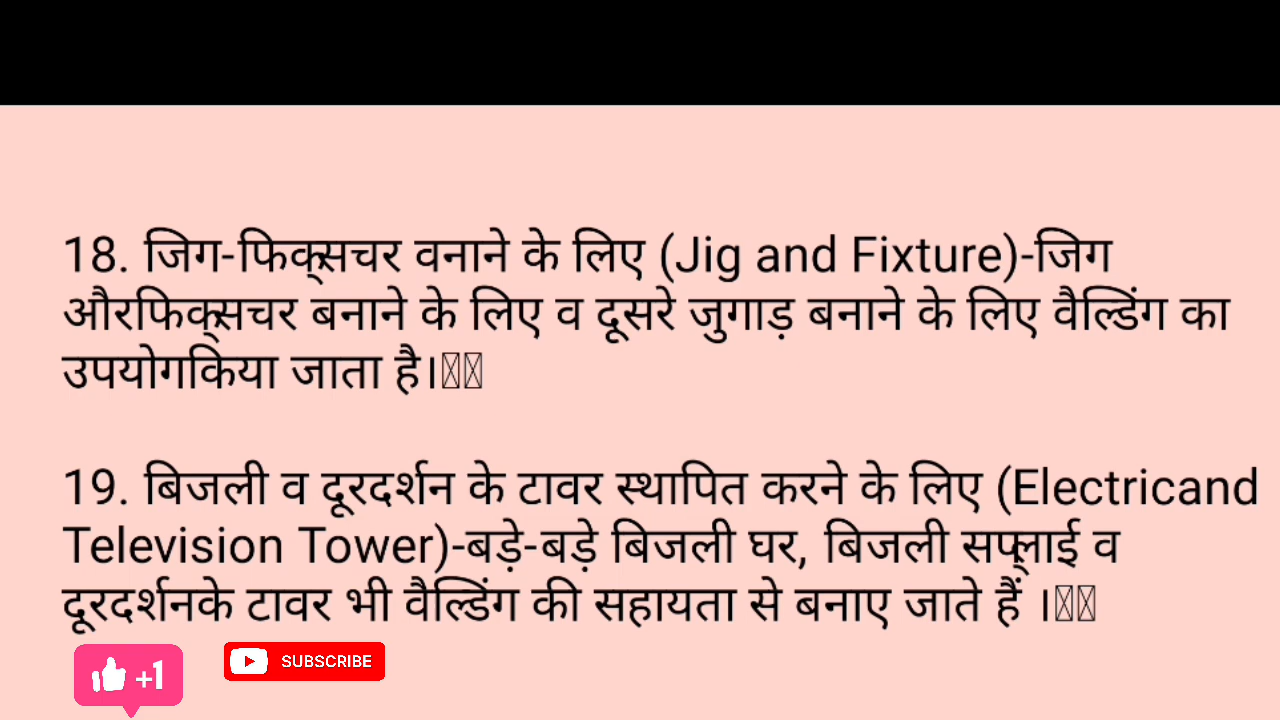 18. जिग-फिक्सचर वनाने के लिए (Jig and Fixture)-जिग
औरफिक्सचर बनाने के लिए व दूसरे जुगाड़ बनाने के लिए वैल्डिंग का
उपयोगकिया जाता है।
19. बिजली व दूरदर्शन के टावर स्थापित करने के लिए (Electricand
Television Tower)-बड़े-बड़े बिजली घर, बिजली सप्लाई व
दूरदर्शनके टावर भी वैल्डिंग की सहायता से बनाए जाते हैं ।
+1
SUBSCRIBE